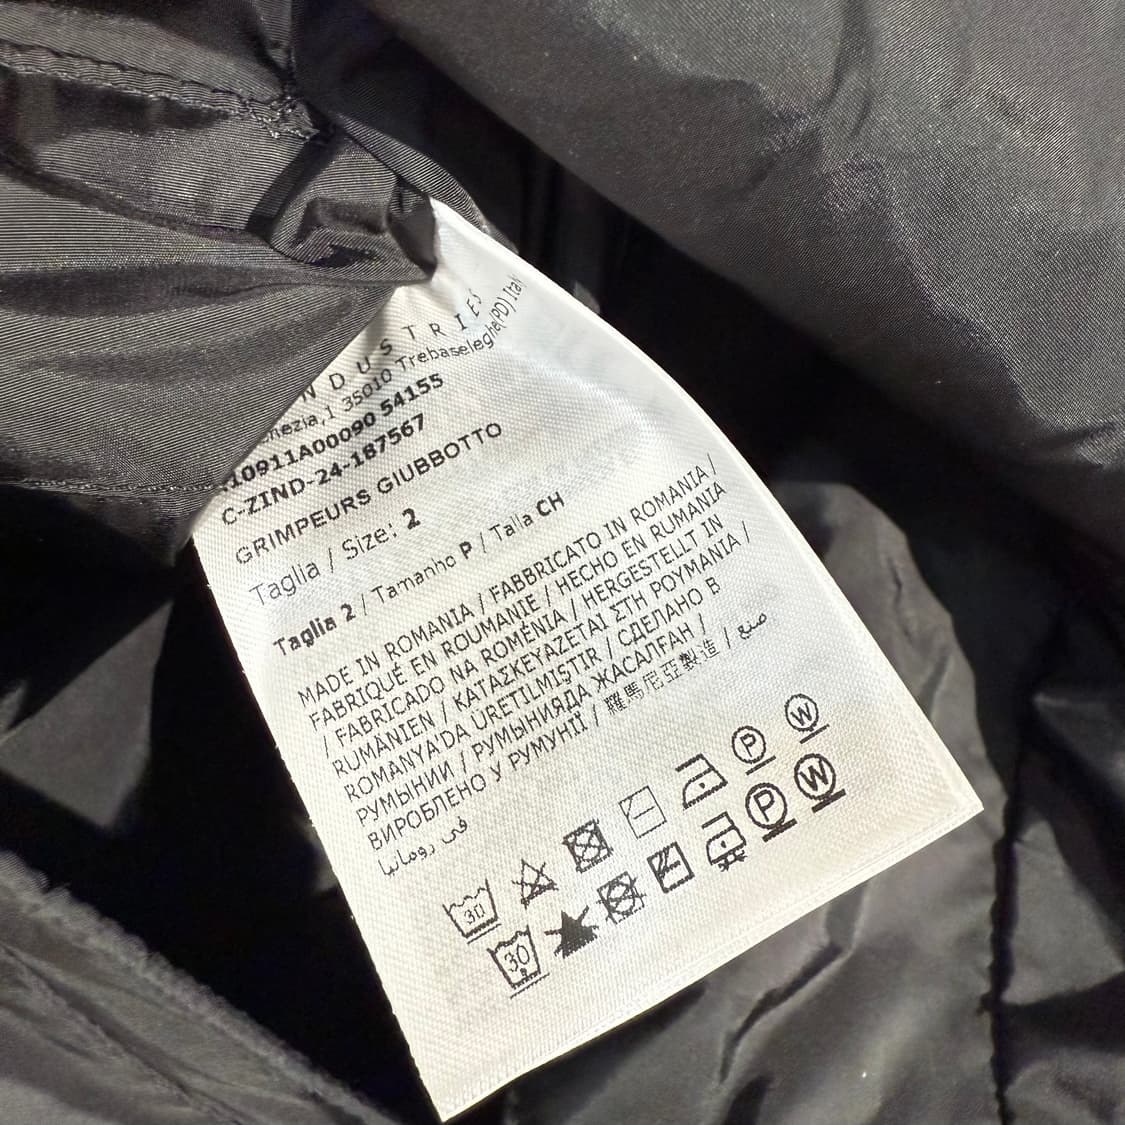 NDUSTRIES
nezia,1 35010 Trebaseleghe(PD) Ital
10911A00090 54155
C-ZIND-24-187567
GRIMPEURS GIUBBOTTO
Taglia / Size: 2
Taglia 2 / Tamanho P / Talla CH
MADE IN ROMANIA / FABBRICATO IN ROMANIA /
FABRIQUÉ EN ROUMANIE / HECHO EN RUMANIA
/ FABRICADO NA ROMÉNIA / HERGESTELLT IN
RUMÄNIEN / ΚΑΤΑΣΚΕΥΑΖΕΤΑΙ ΣΤΗ ΡΟΥΜΑΝΙΑ /
ROMANYA'DA ÜRETILMIŞTIR / СДЕЛАНО В
РУМЫНИИ / РУМЫНИЯДА ЖАСАЛҒАН /
ВИРОБЛЕНО У РУМУНІЇ / 羅馬尼亞製造 / صنع
في رومانيا
30 P W
30 P W